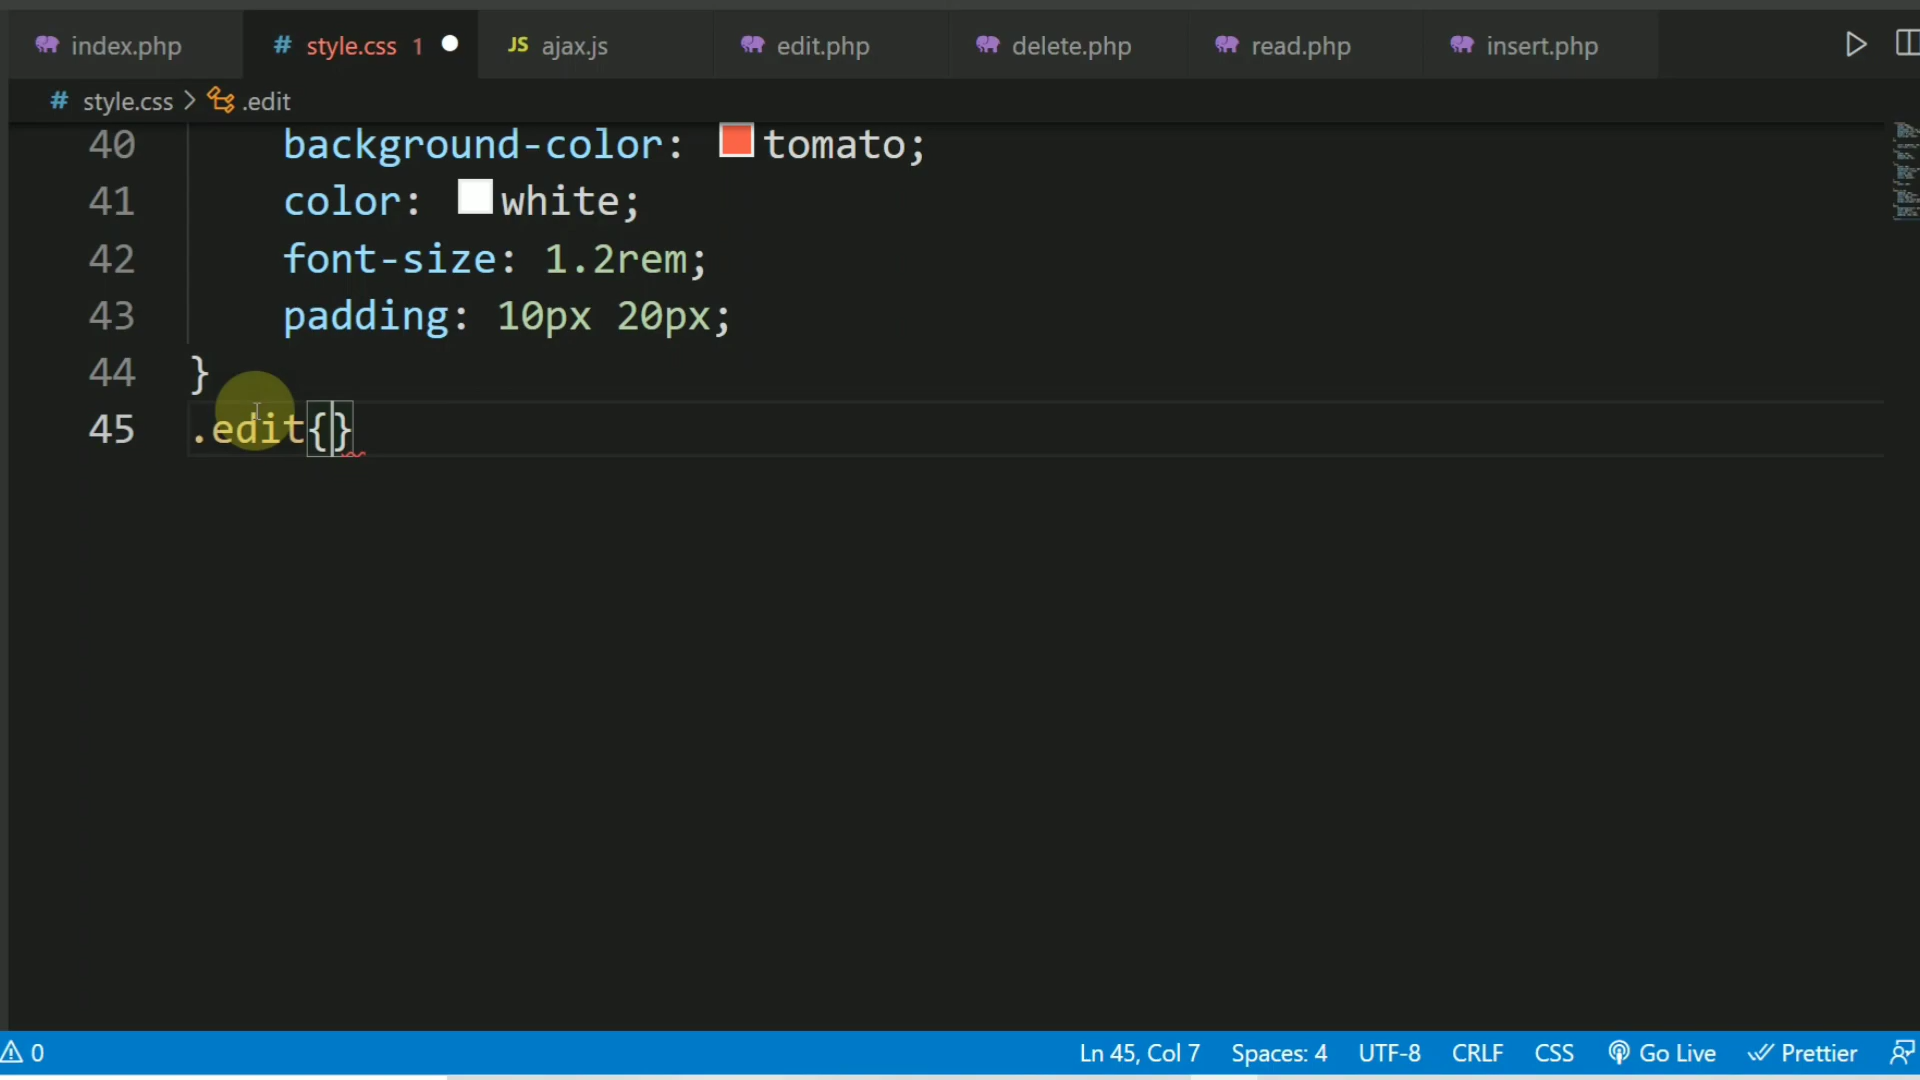 index.php # style.css 1 JS ajax.js edit.php delete.php read.php insert.php
# style.css > .edit
40 background-color: tomato;
41 color: white;
42 font-size: 1.2rem;
43 padding: 10px 20px;
44 }
45 .edit{}
0 Ln 45, Col 7 Spaces: 4 UTF-8 CRLF CSS Go Live Prettier